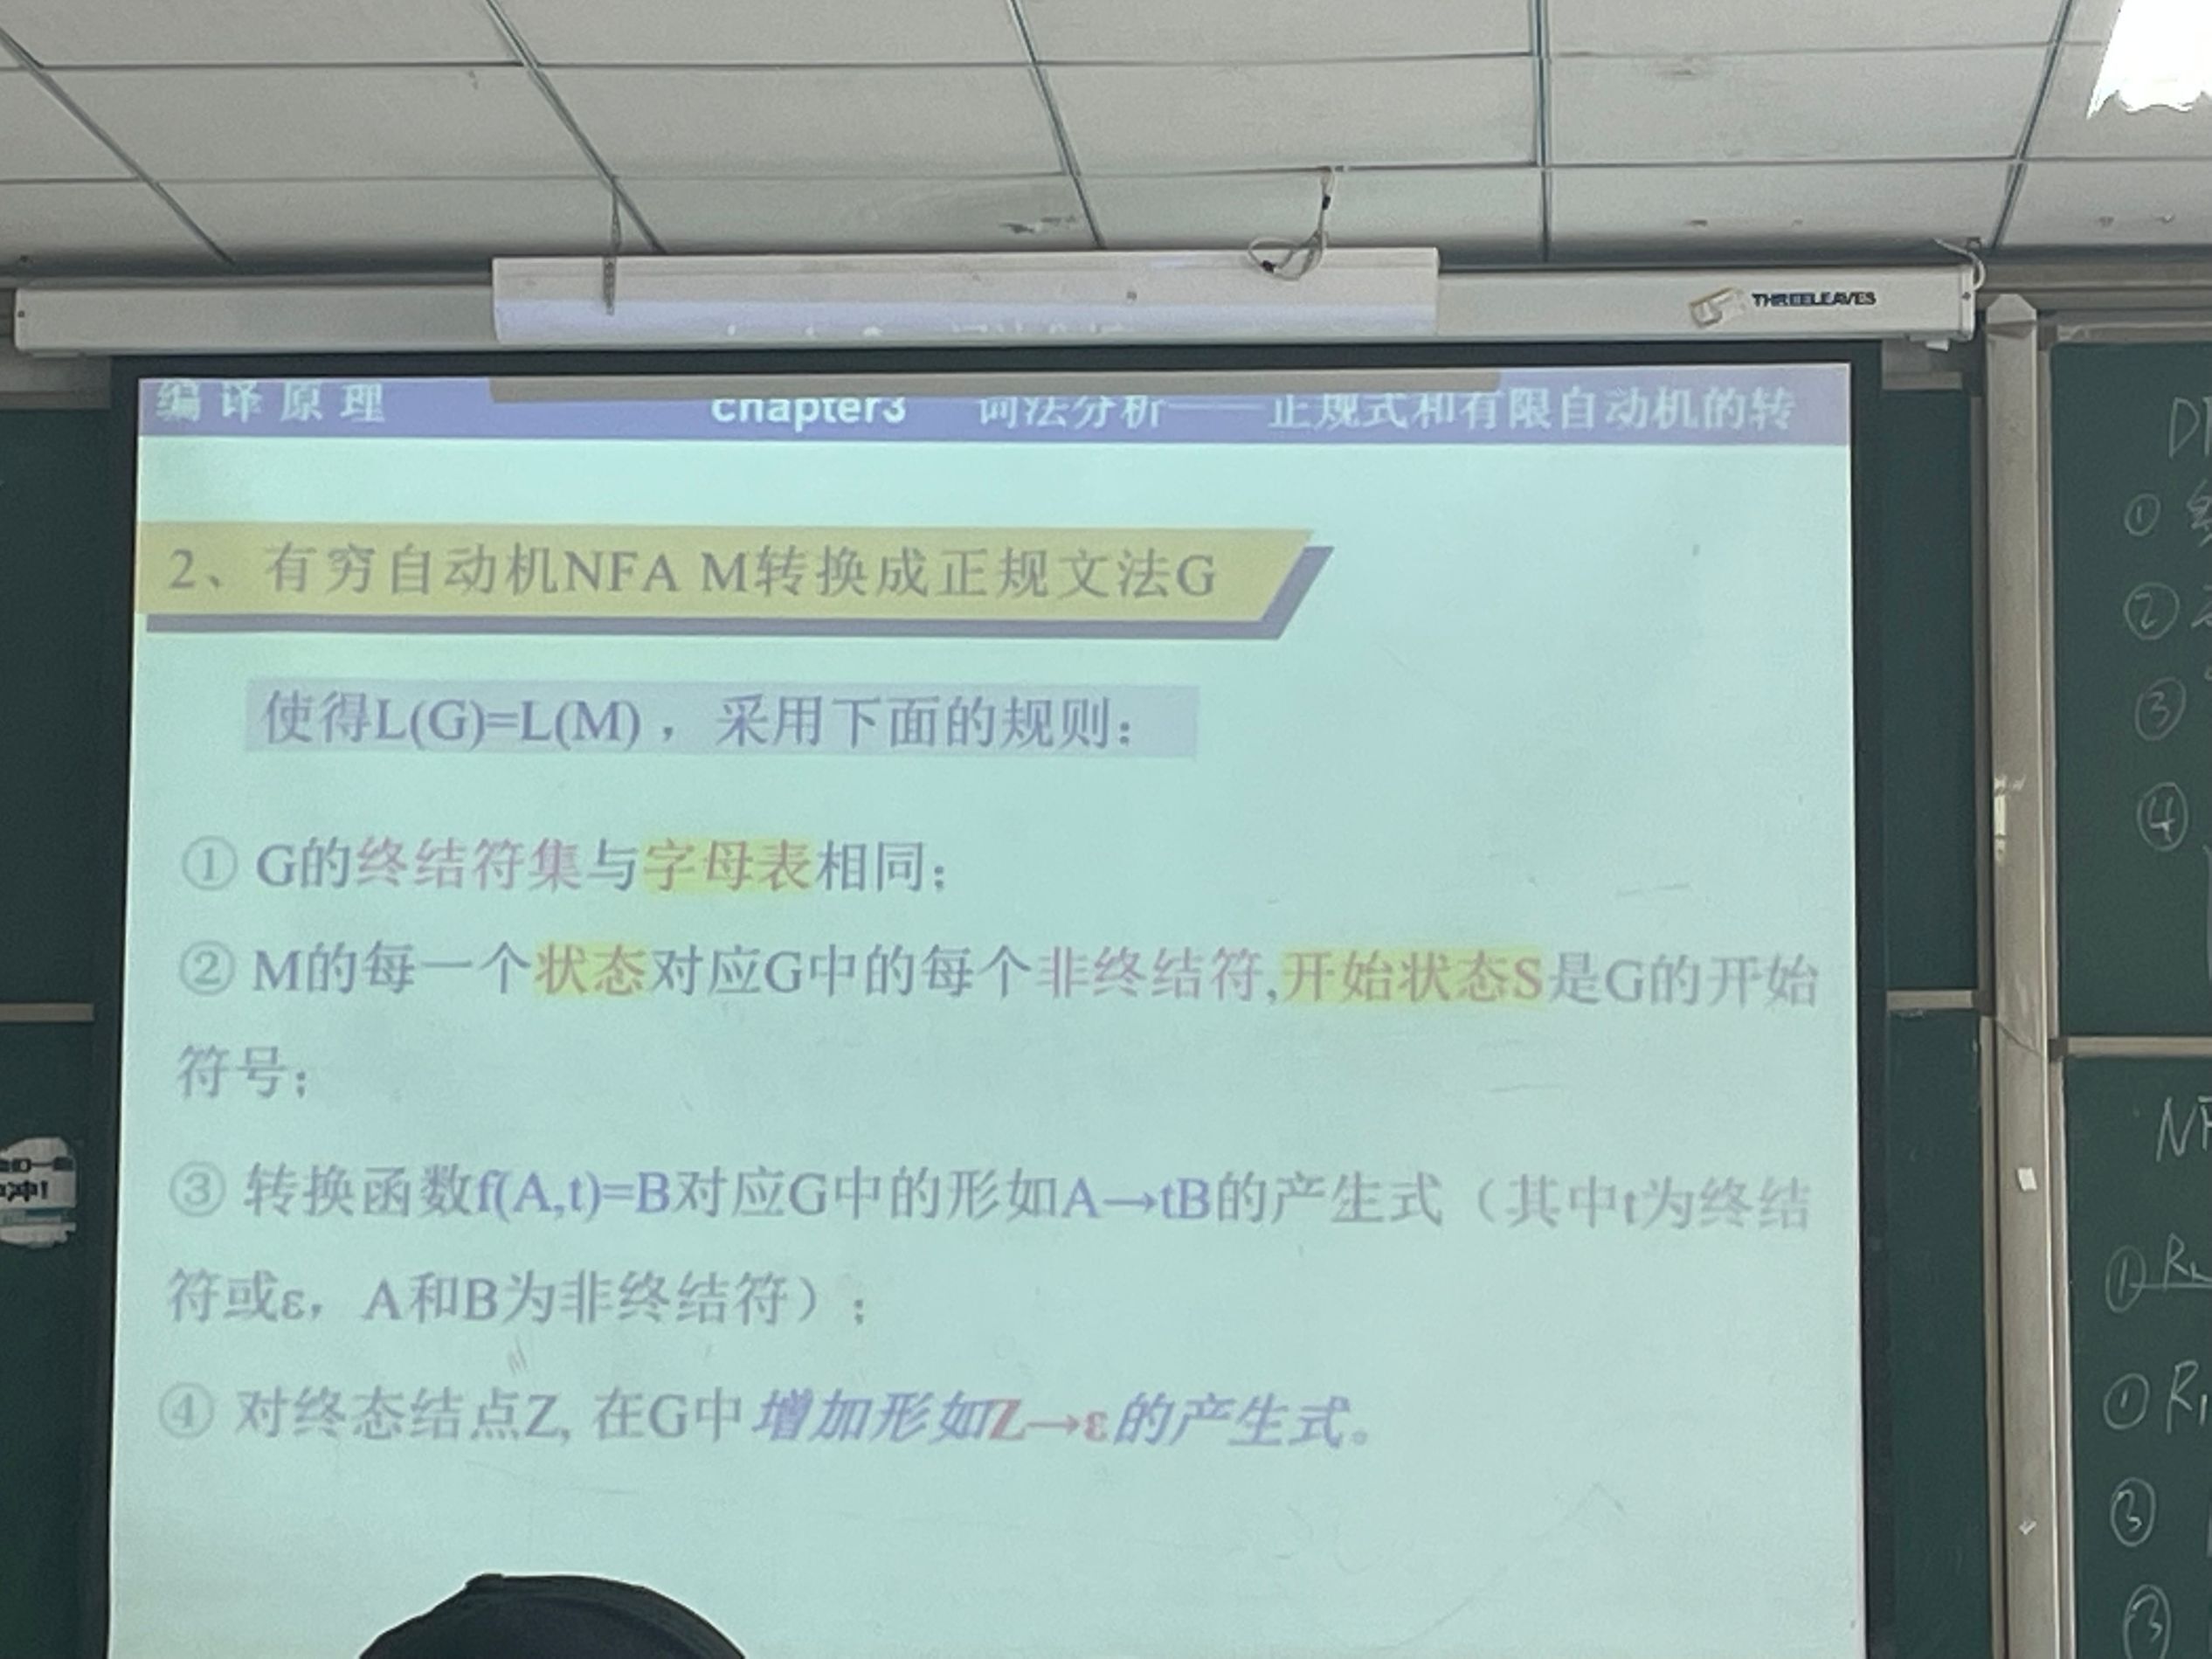 THREELEAVES
编译原理 chapter3 词法分析——正规式和有限自动机的转
2、有穷自动机NFA M转换成正规文法G
使得L(G)=L(M)，采用下面的规则：
① G的终结符集与字母表相同；
② M的每一个状态对应G中的每个非终结符,开始状态S是G的开始
符号；
③ 转换函数f(A,t)=B对应G中的形如A→tB的产生式（其中t为终结
符或ε，A和B为非终结符）；
④ 对终态结点Z, 在G中增加形如Z→ε的产生式。
①
②
③
④
①
① R1
③
③